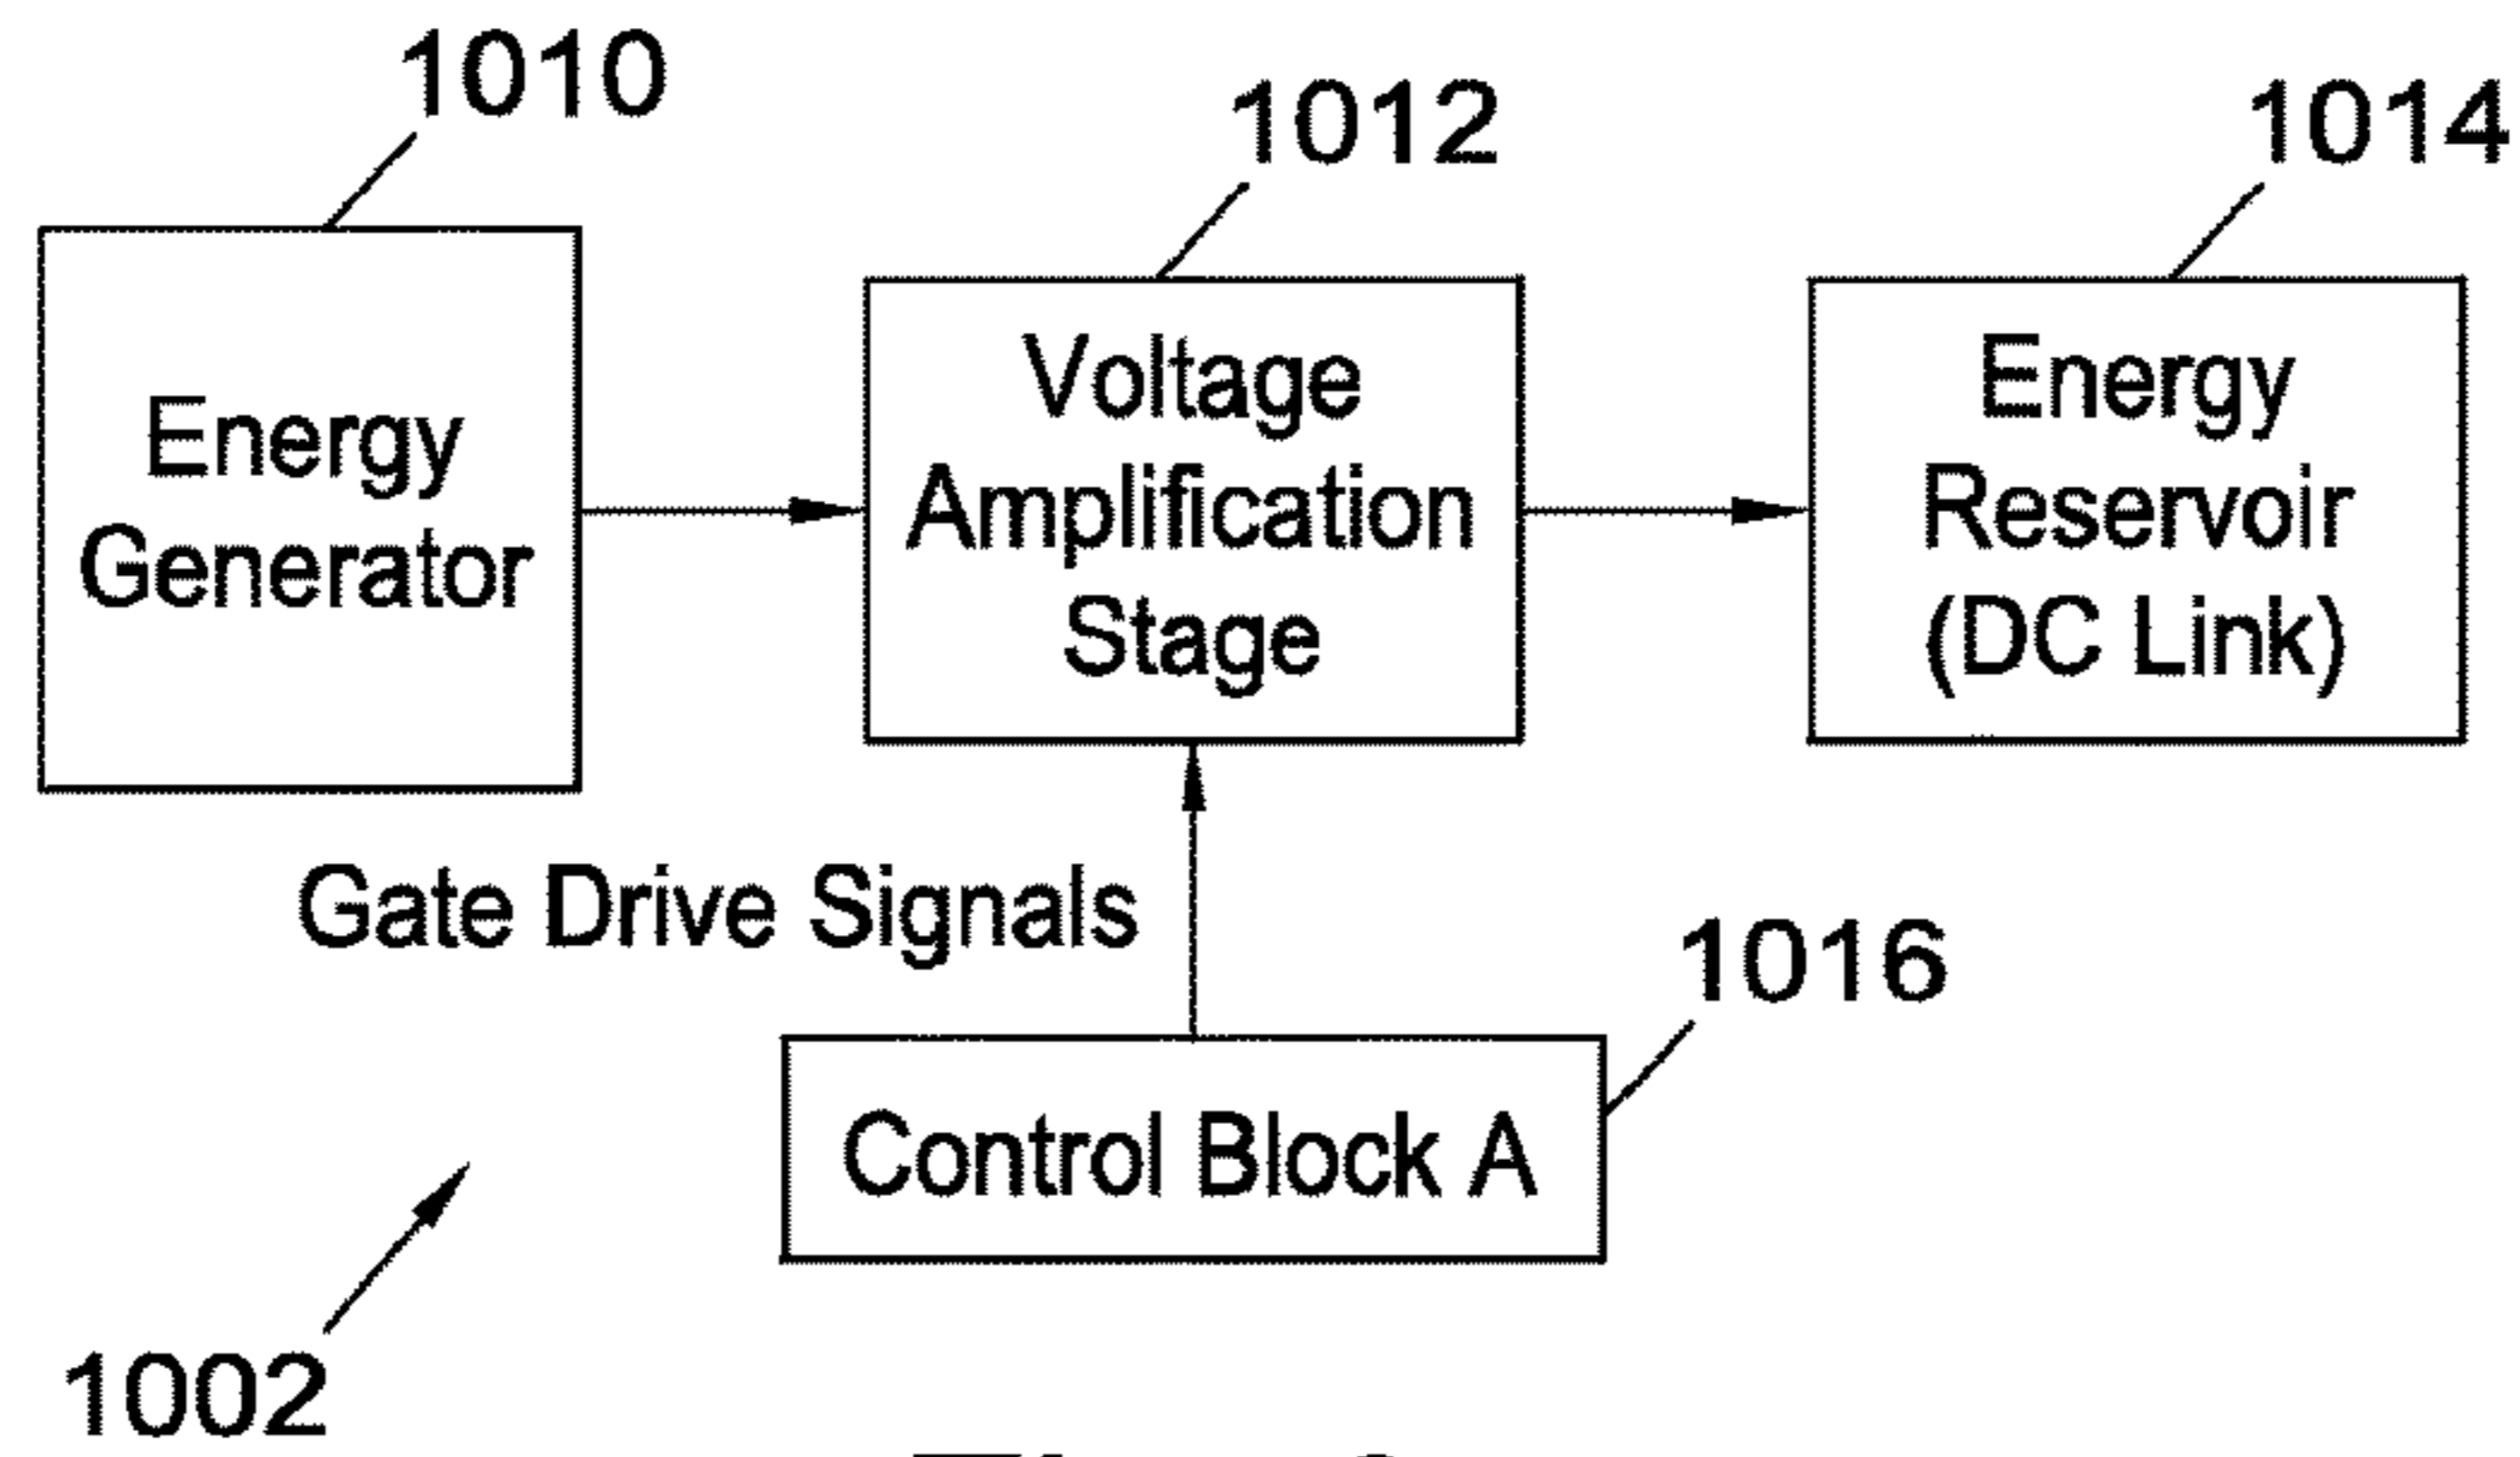 1010
1012
1014
Energy
Generator
Voltage
Amplification
Stage
Energy
Reservoir
(DC Link)
Gate Drive Signals
1016
Control Block A
1002